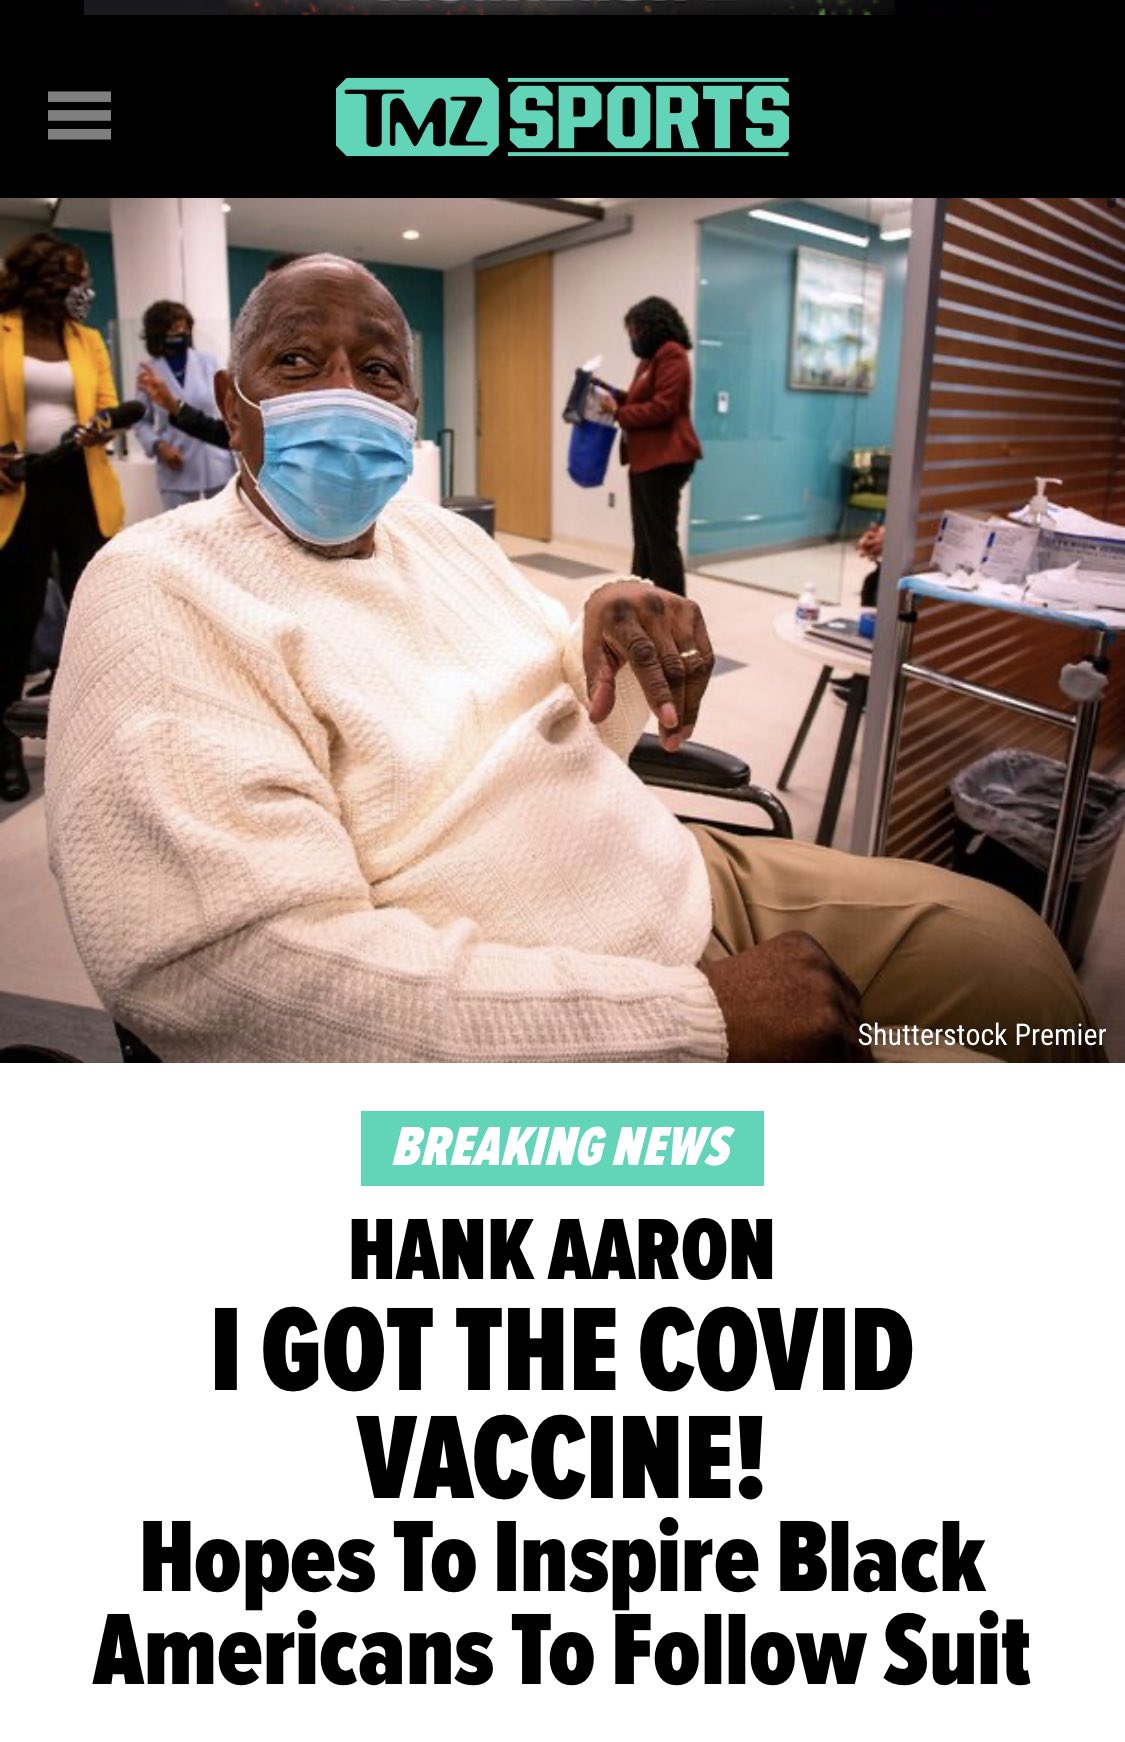 TMZ SPORTS
Shutterstock Premier
BREAKING NEWS
HANK AARON
I GOT THE COVID
VACCINE!
Hopes To Inspire Black
Americans To Follow Suit